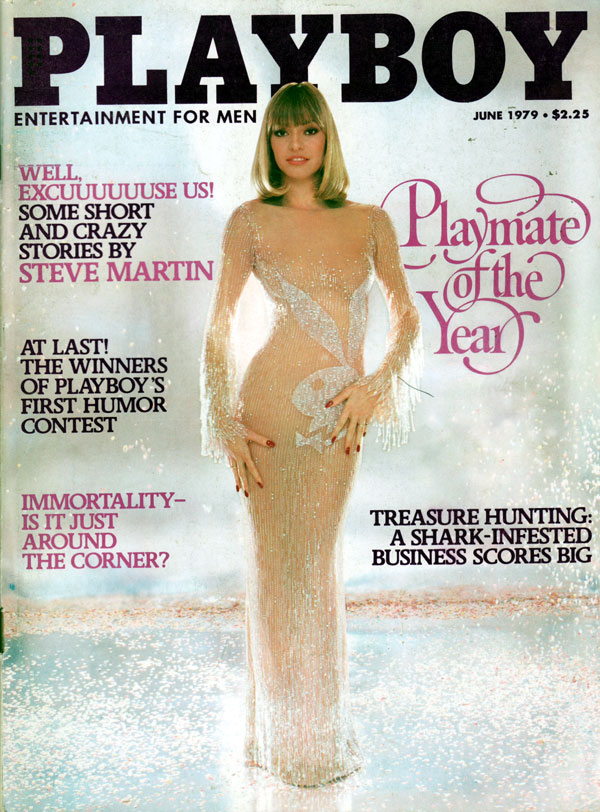 PLAYBOY
ENTERTAINMENT FOR MEN
JUNE 1979 • $2.25
WELL,
EXCUUUUUUSE US!
SOME SHORT
AND CRAZY
STORIES BY
STEVE MARTIN
Playmate
of the
Year
AT LAST!
THE WINNERS
OF PLAYBOY'S
FIRST HUMOR
CONTEST
IMMORTALITY–
IS IT JUST
AROUND
THE CORNER?
TREASURE HUNTING:
A SHARK-INFESTED
BUSINESS SCORES BIG